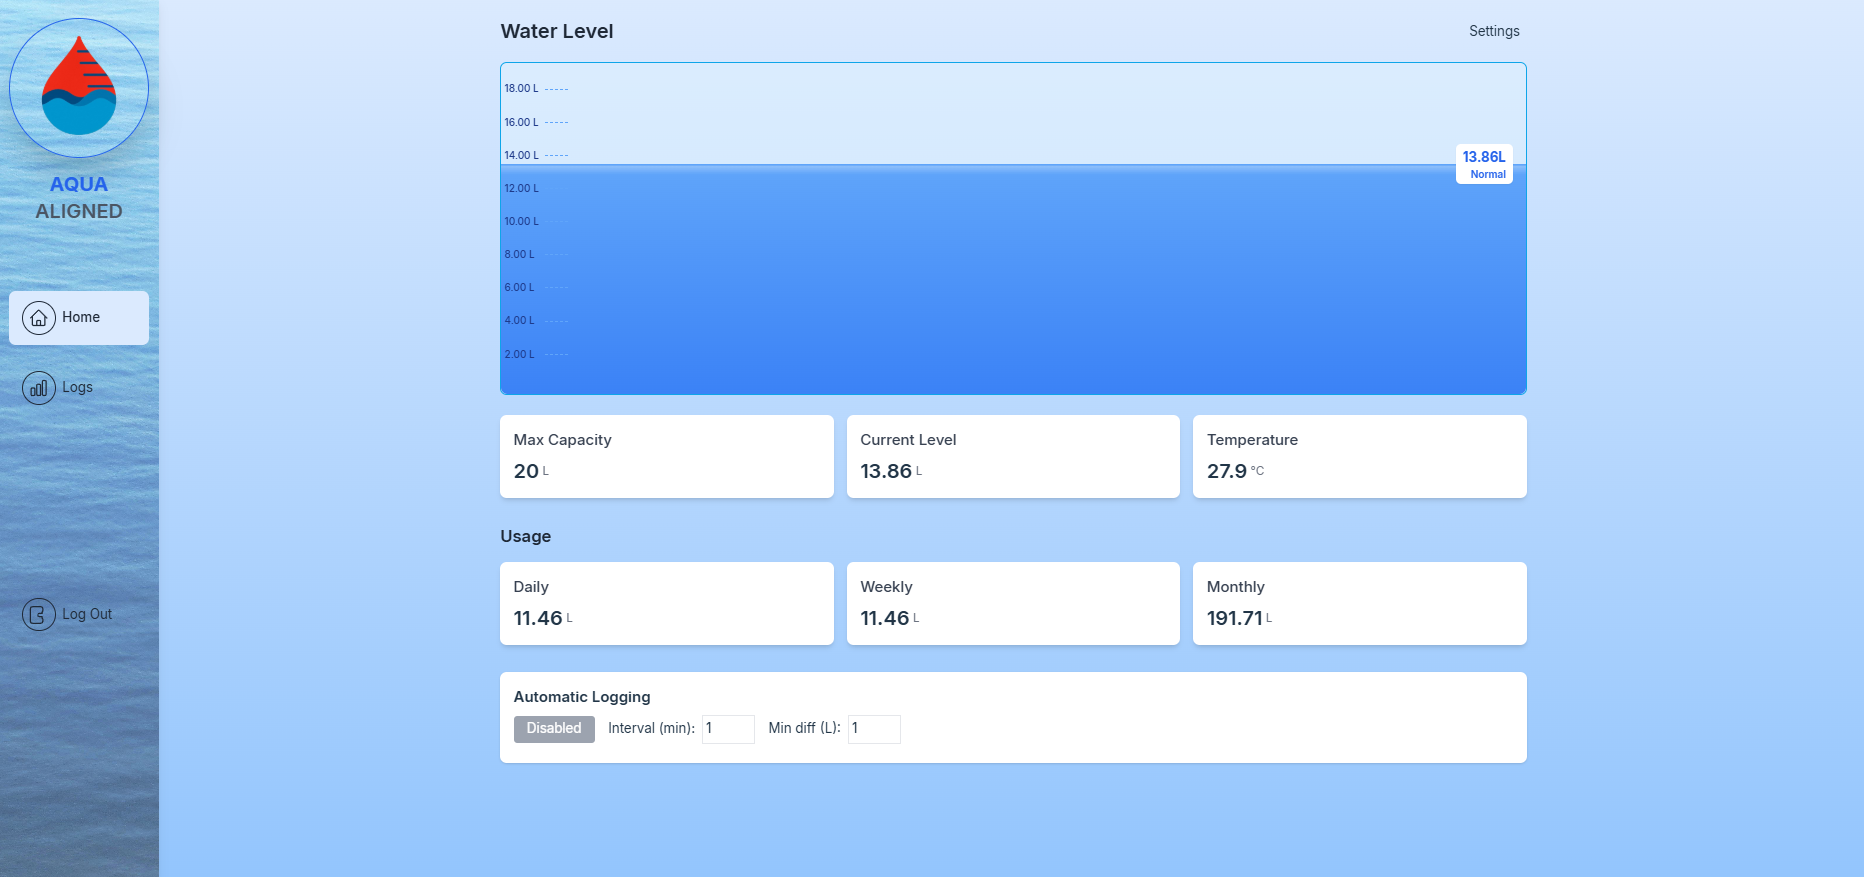 AQUA
ALIGNED
Home
Logs
Log Out
Water Level
Settings
18.00 L
16.00 L
14.00 L
12.00 L
10.00 L
8.00 L
6.00 L
4.00 L
2.00 L
13.86L
Normal
Max Capacity
20 L
Current Level
13.86 L
Temperature
27.9 °C
Usage
Daily
11.46 L
Weekly
11.46 L
Monthly
191.71 L
Automatic Logging
Disabled Interval (min): 1 Min diff (L): 1